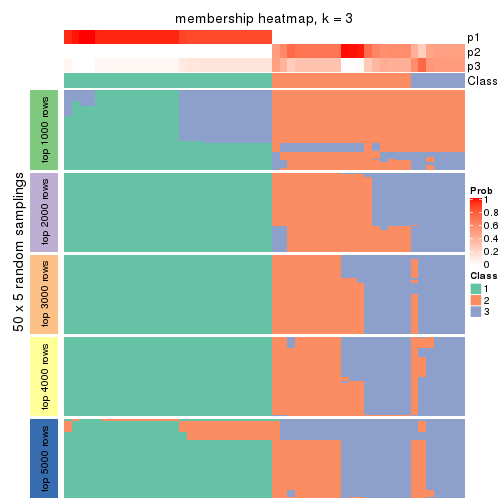 membership heatmap, k = 3
p1
p2
p3
Class
50 x 5 random samplings
top 1000 rows
top 2000 rows
top 3000 rows
top 4000 rows
top 5000 rows
Prob
1
0.8
0.6
0.4
0.2
0
Class
1
2
3